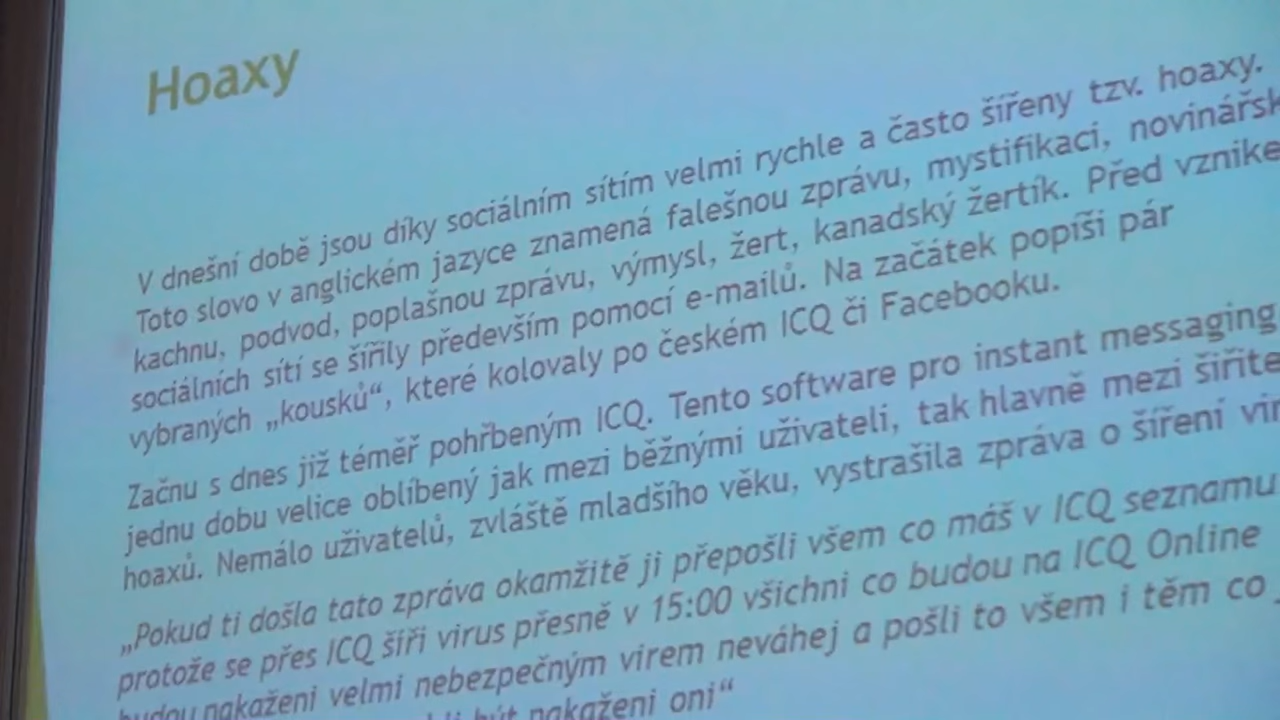 Hoaxy
V dnešní době jsou díky sociálním sítím velmi rychle a často šířeny tzv. hoaxy.
Toto slovo v anglickém jazyce znamená falešnou zprávu, mystifikaci,
kachnu, podvod, poplašnou zprávu, výmysl, žert, kanadský žertík. Před
sociálních sítí se šířily především pomocí e-mailů. Na začátek popíši pár
vybraných „kousků“, které kolovaly po českém ICQ či Facebooku.
Začnu s dnes již téměř pohřbeným ICQ. Tento software pro instant messaging
jednu dobu velice oblíbený jak mezi běžnými uživateli, tak hlavně mezi
hoaxů. Nemálo uživatelů, zvláště mladšího věku, vystrašila zpráva o šíření
„Pokud ti došla tato zpráva okamžitě ji přepošli všem co máš v ICQ seznamu
protože se přes ICQ šíři virus přesně v 15:00 všichni co budou na ICQ Online
budou nakaženi velmi nebezpečným virem neváhej a pošli to všem i těm co
být nakaženi oni“